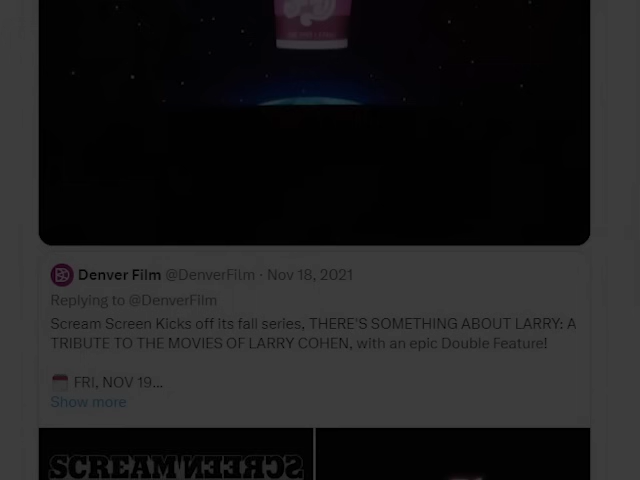 Denver Film @DenverFilm · Nov 18, 2021
Replying to @DenverFilm
Scream Screen Kicks off its fall series, THERE'S SOMETHING ABOUT LARRY: A
TRIBUTE TO THE MOVIES OF LARRY COHEN, with an epic Double Feature!
FRI, NOV 19...
Show more
SCREAM SCREEN